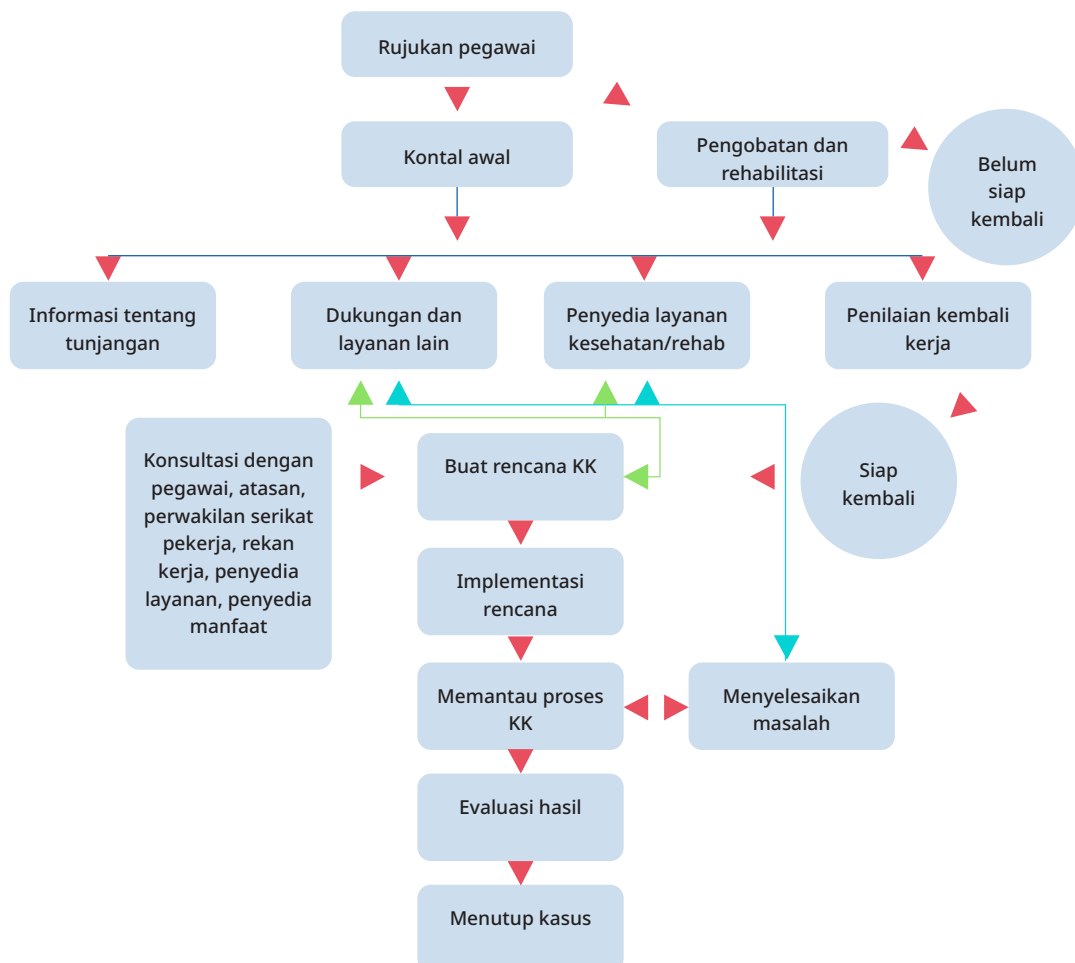 Rujukan pegawai
Kontal awal
Pengobatan dan
rehabilitasi
Belum
siap
kembali
Informasi tentang
tunjangan
Dukungan dan
layanan lain
Penyedia layanan
kesehatan/rehab
Penilaian kembali
kerja
Konsultasi dengan
pegawai, atasan,
perwakilan serikat
pekerja, rekan
kerja, penyedia
layanan, penyedia
manfaat
Buat rencana KK
Siap
kembali
Implementasi
rencana
Memantau proses
KK
Menyelesaikan
masalah
Evaluasi hasil
Menutup kasus